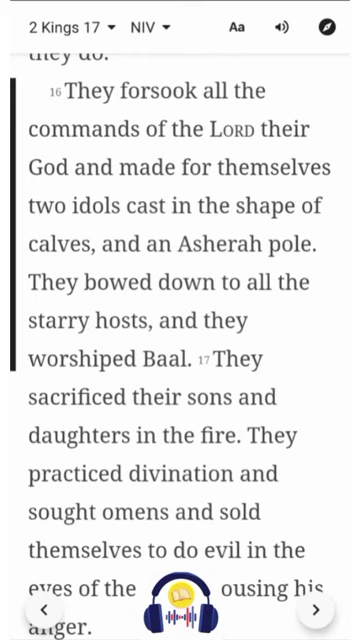 2 Kings 17 NIV Aa
they do.
16 They forsook all the
commands of the LORD their
God and made for themselves
two idols cast in the shape of
calves, and an Asherah pole.
They bowed down to all the
starry hosts, and they
worshiped Baal. 17 They
sacrificed their sons and
daughters in the fire. They
practiced divination and
sought omens and sold
themselves to do evil in the
eyes of the ousing his
anger.